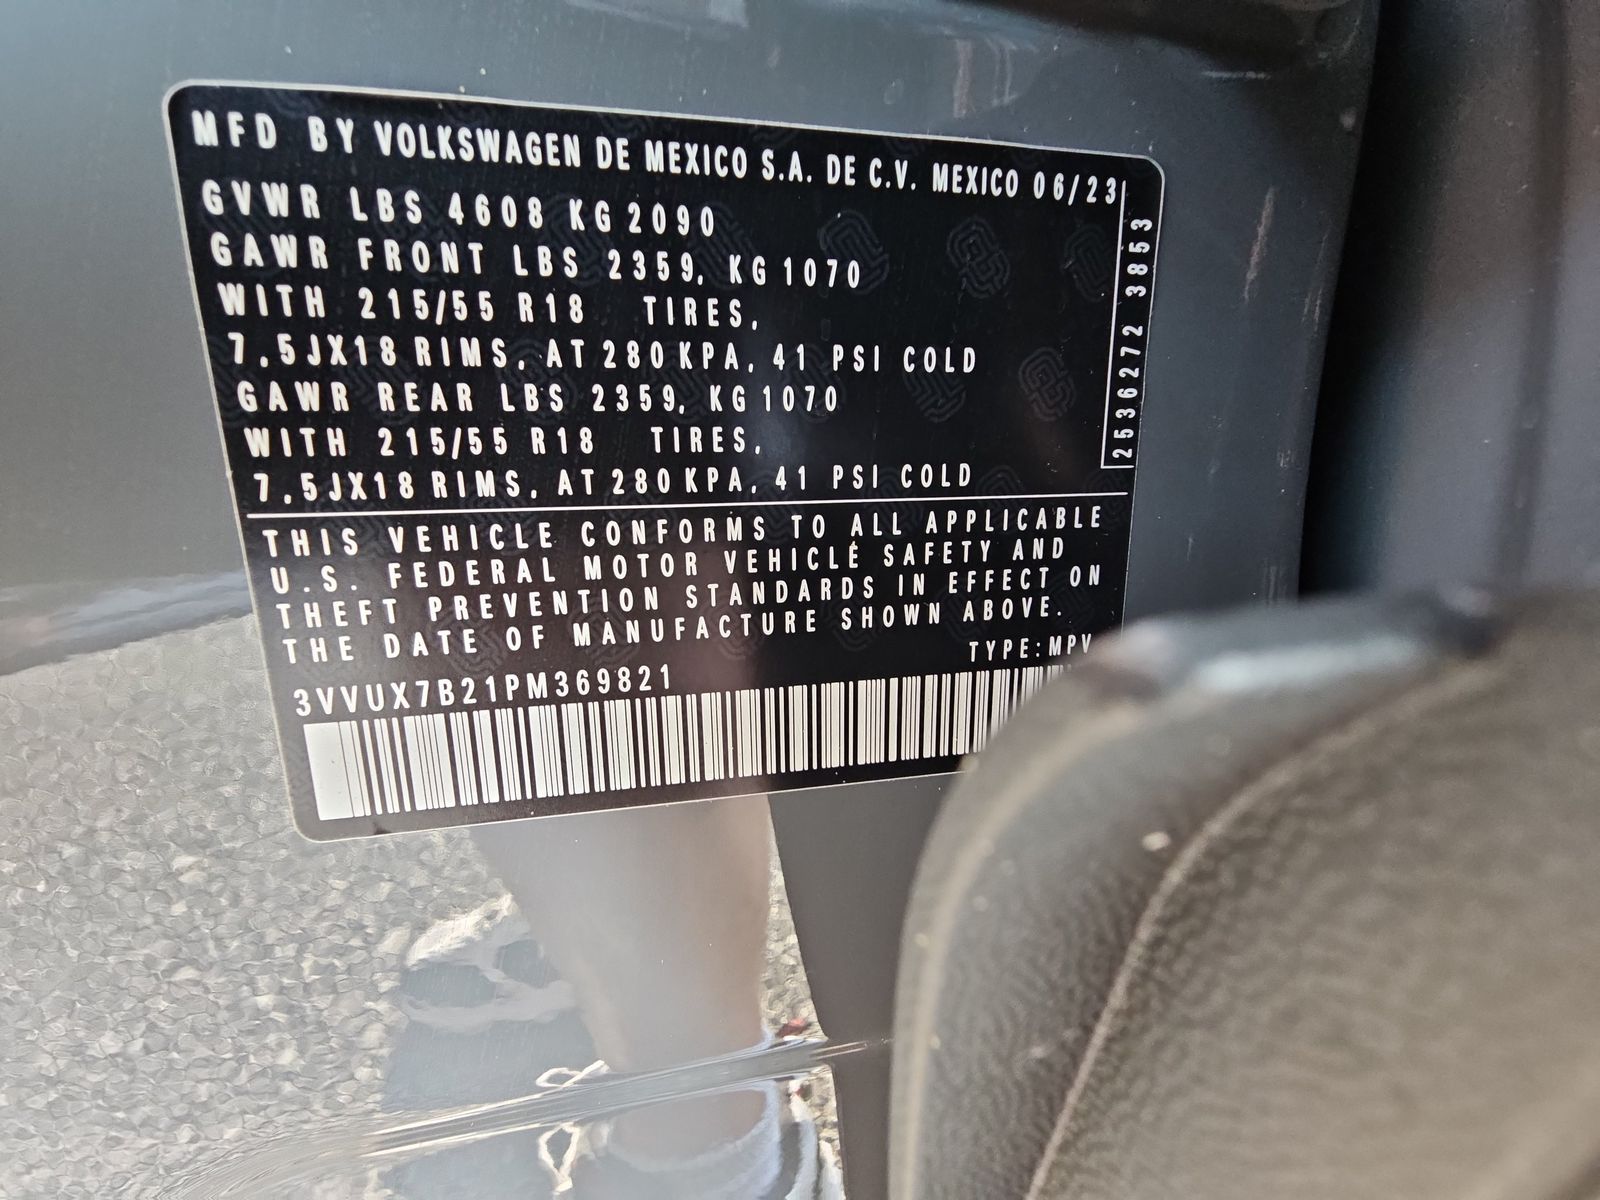 MFD BY VOLKSWAGEN DE MEXICO S.A. DE C.V. MEXICO 06/23
GVWR LBS 4608 KG 2090
GAWR FRONT LBS 2359, KG 1070
WITH 215/55 R18 TIRES,
7,5JX18 RIMS, AT 280 KPA, 41 PSI COLD
GAWR REAR LBS 2359, KG 1070
WITH 215/55 R18 TIRES,
7,5JX18 RIMS, AT 280 KPA, 41 PSI COLD
2536272 3853
THIS VEHICLE CONFORMS TO ALL APPLICABLE
U.S. FEDERAL MOTOR VEHICLE SAFETY AND
THEFT PREVENTION STANDARDS IN EFFECT ON
THE DATE OF MANUFACTURE SHOWN ABOVE.
TYPE:MPV
3VVUX7B21PM369821